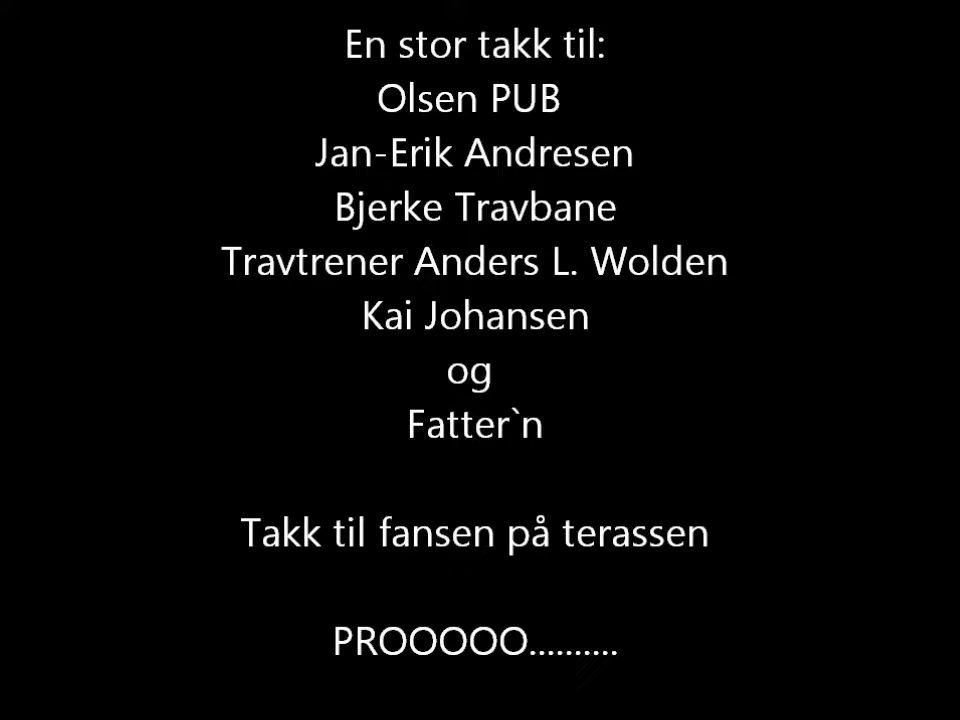 En stor takk til:
Olsen PUB
Jan-Erik Andresen
Bjerke Travbane
Travtrener Anders L. Wolden
Kai Johansen
og
Fatter`n
Takk til fansen på terassen
PROOOOO..........